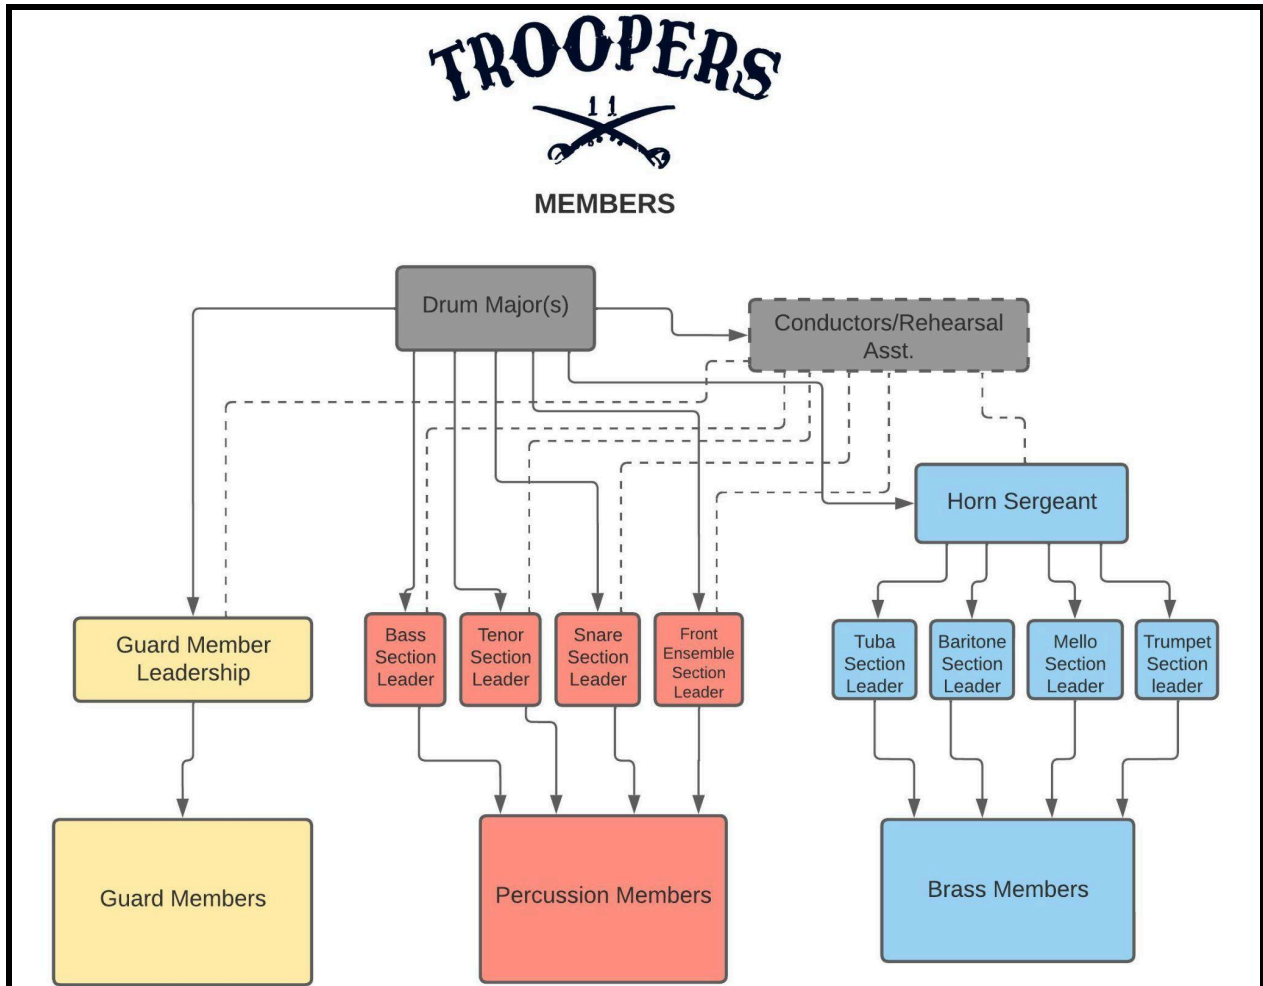 TROOPERS
11
MEMBERS
Drum Major(s)
Conductors/Rehearsal
Asst.
Horn Sergeant
Guard Member
Leadership
Bass
Section
Leader
Tenor
Section
Leader
Snare
Section
Leader
Front
Ensemble
Section
Leader
Tuba
Section
Leader
Baritone
Section
Leader
Mello
Section
Leader
Trumpet
Section
leader
Guard Members
Percussion Members
Brass Members